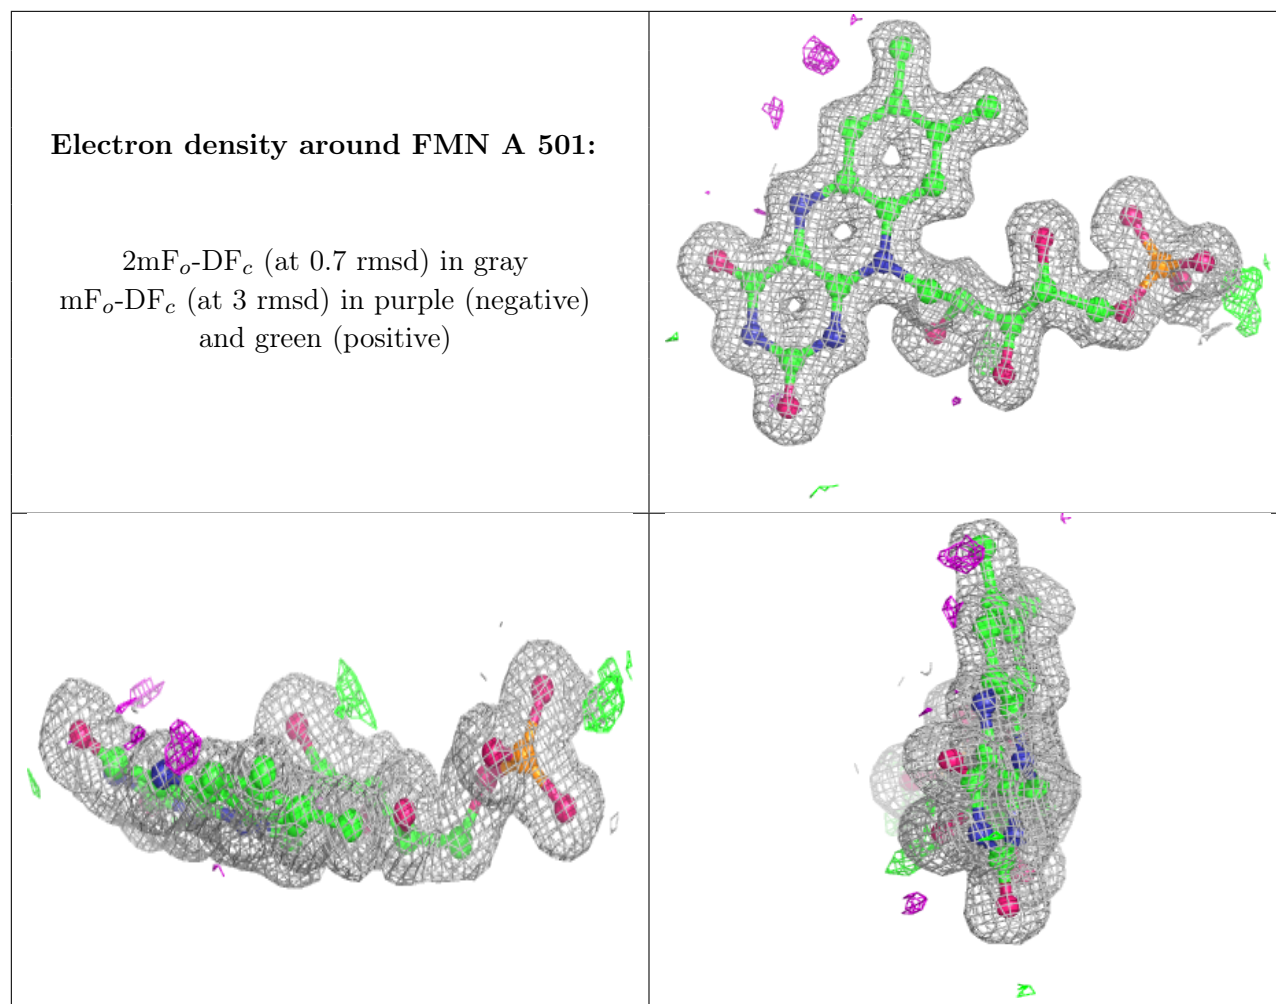 Electron density around FMN A 501:
2mFo-DFc (at 0.7 rmsd) in gray
mFo-DFc (at 3 rmsd) in purple (negative)
and green (positive)